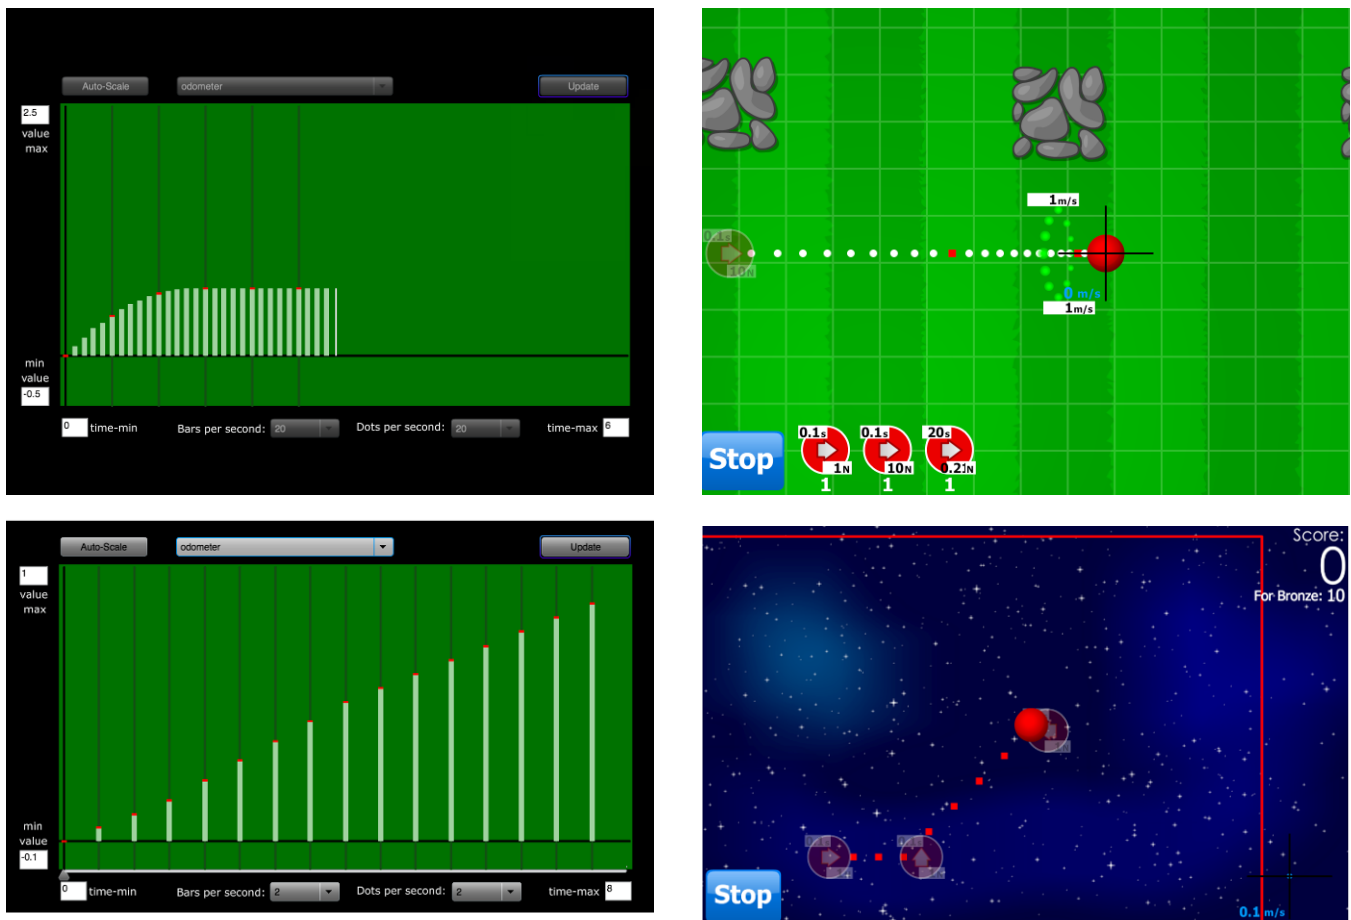 Auto-Scale
odometer
Update
2.5
value
max
min
value
-0.5
0
time-min
Bars per second:
20
Dots per second:
20
time-max
6
0.1s
10N
1m/s
0 m/s
1m/s
Stop
0.1s
1N
1
0.1s
10N
1
20s
0.21N
1
Auto-Scale
odometer
Update
1
value
max
min
value
-0.1
0
time-min
Bars per second:
2
Dots per second:
2
time-max
8
Score:
0
For Bronze: 10
Stop
0.1 m/s